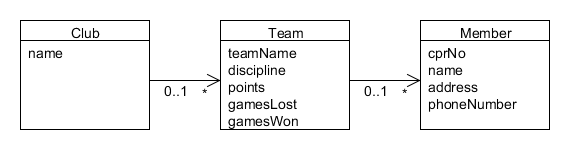 Club
name
0..1
*
Team
teamName
discipline
points
gamesLost
gamesWon
0..1
*
Member
cprNo
name
address
phoneNumber